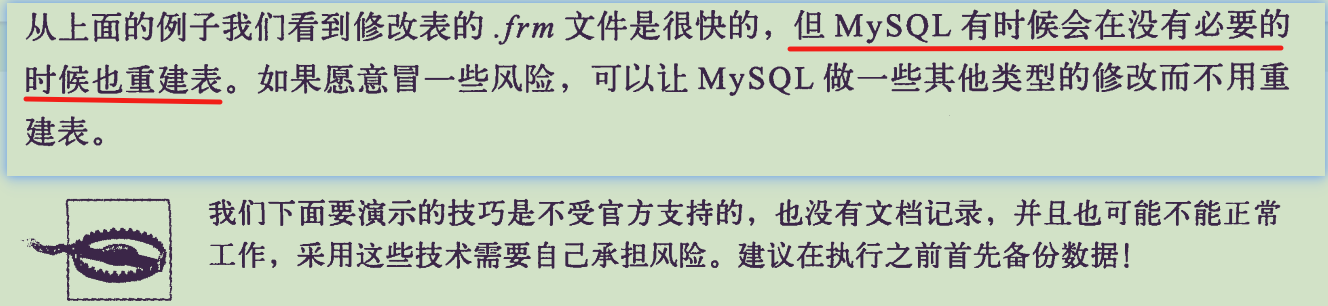 从上面的例子我们看到修改表的 .frm 文件是很快的，但 MySQL 有时候会在没有必要的
时候也重建表。如果愿意冒一些风险，可以让 MySQL 做一些其他类型的修改而不用重
建表。
我们下面要演示的技巧是不受官方支持的，也没有文档记录，并且也可能不能正常
工作，采用这些技术需要自己承担风险。建议在执行之前首先备份数据！